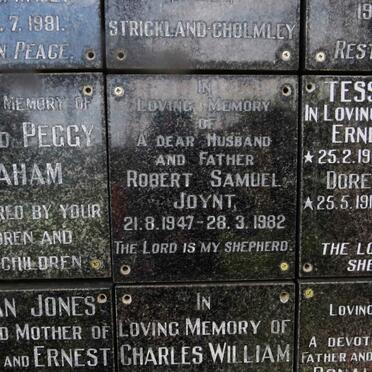 . 7. 1981.
N PEACE.
STRICKLAND-CHOLMLEY
19
REST
MEMORY OF
D. PEGGY
AHAM
RED BY YOUR
DREN AND
CHILDREN.
IN
LOVING MEMORY
OF
A DEAR HUSBAND
AND FATHER
ROBERT SAMUEL
JOYNT
21.8.1947-28.3.1982
THE LORD IS MY SHEPHERD.
TESS
IN LOVING
ERNE
★25.2.19
DORE
★25.5.191
THE LO
SHE
AN JONES
D MOTHER OF
AND ERNEST
IN
LOVING MEMORY OF
CHARLES WILLIAM
LOVING
A DEVOT
FATHER AND